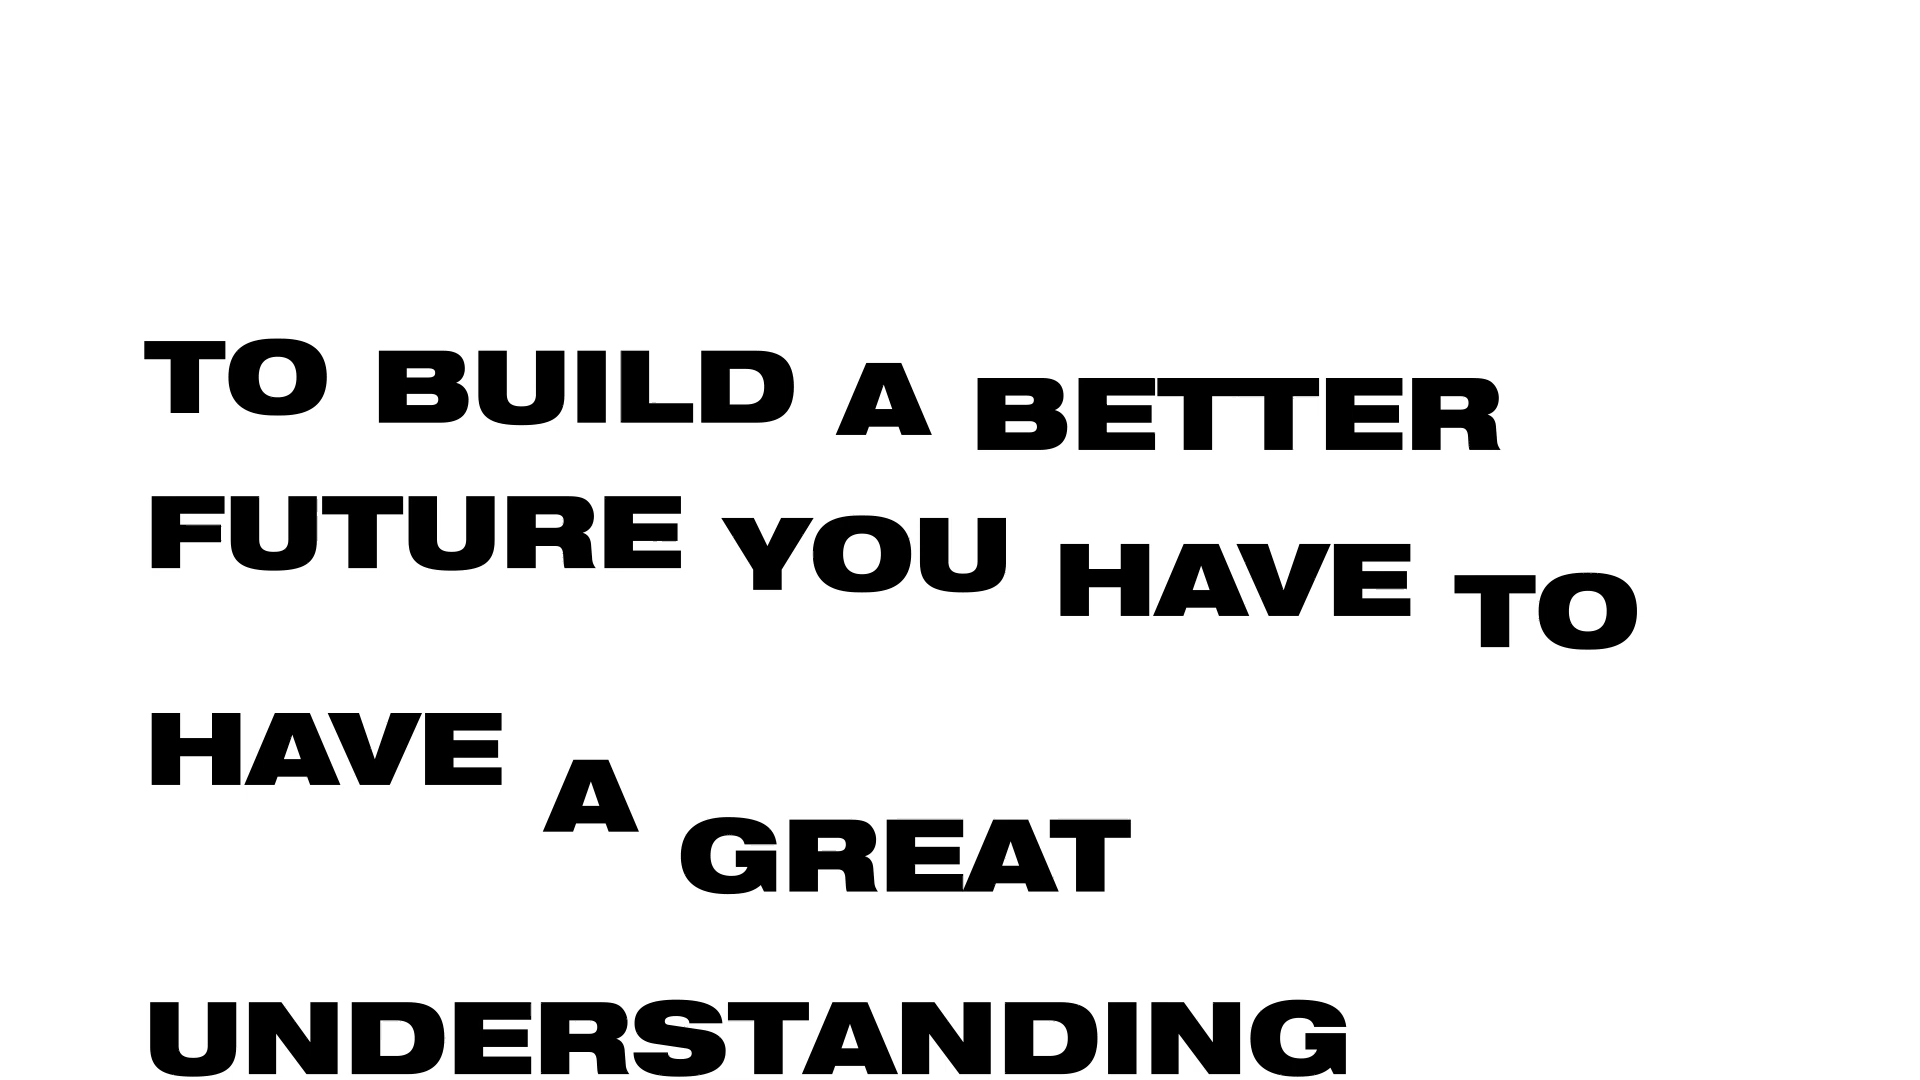 TO BUILD A BETTER
FUTURE YOU HAVE TO
HAVE A GREAT
UNDERSTANDING